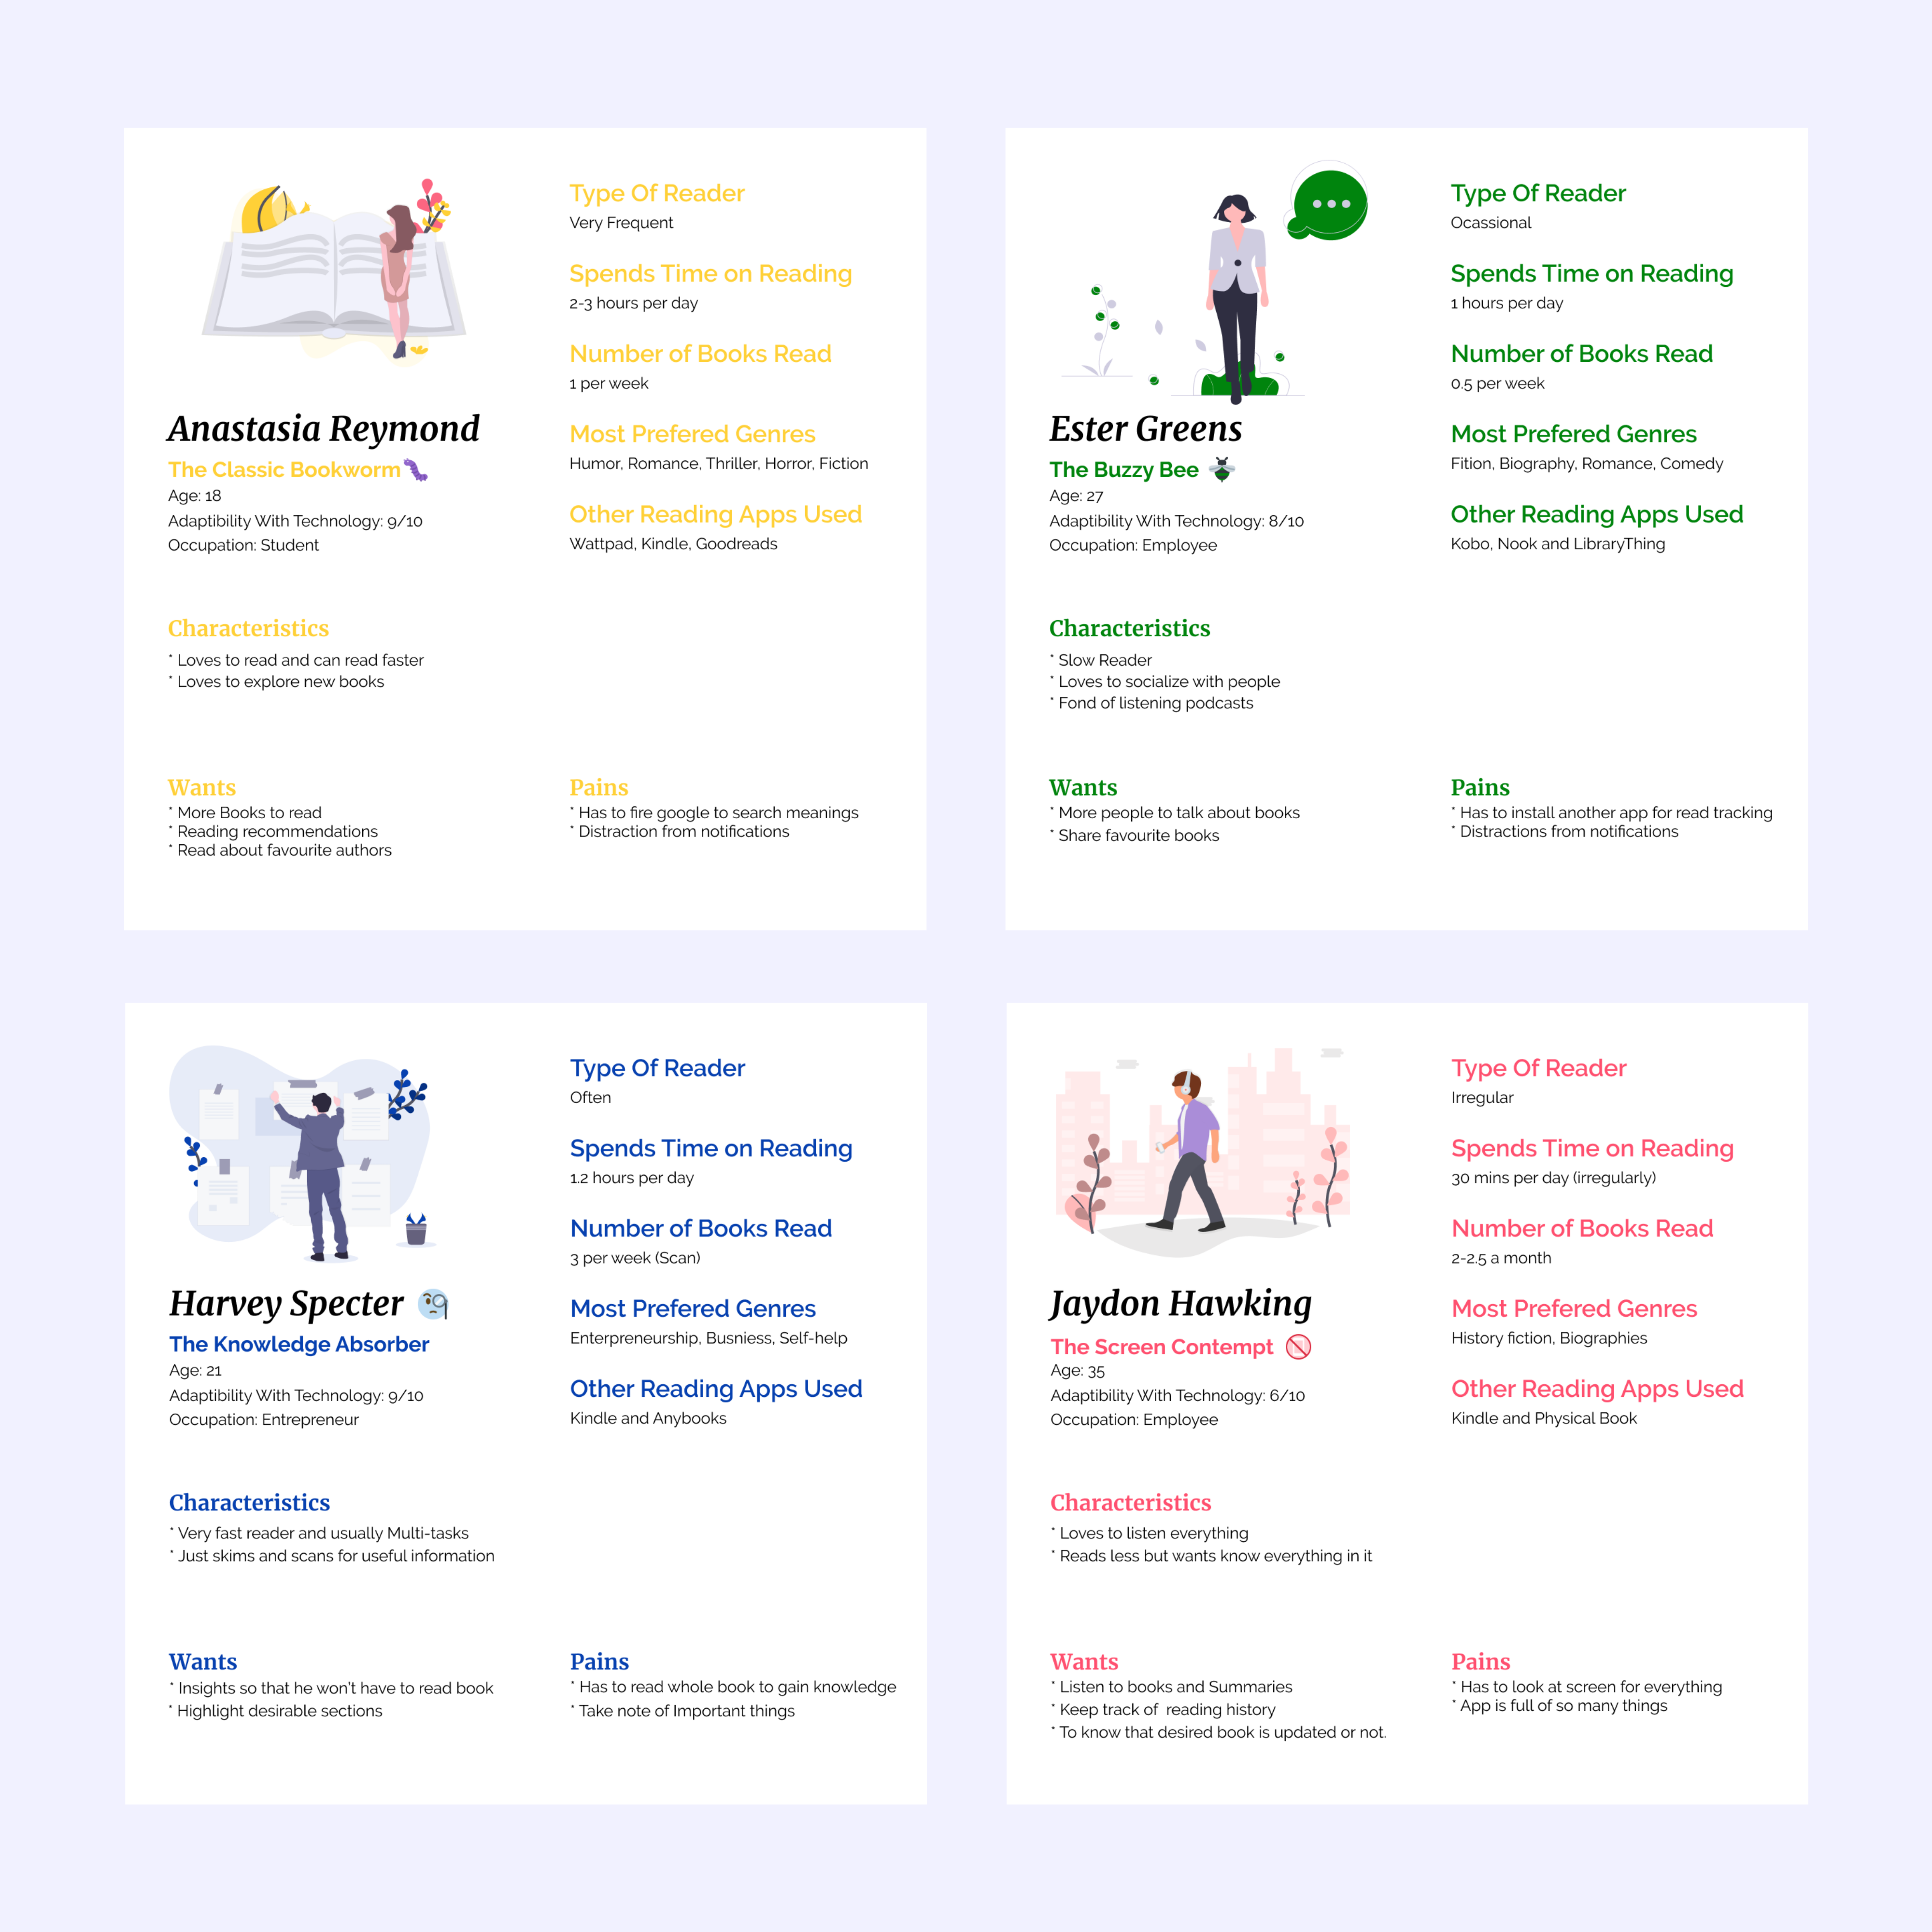 Anastasia Reymond
The Classic Bookworm
Age: 18
Adaptibility With Technology: 9/10
Occupation: Student
Type Of Reader
Very Frequent
Spends Time on Reading
2-3 hours per day
Number of Books Read
1 per week
Most Prefered Genres
Humor, Romance, Thriller, Horror, Fiction
Other Reading Apps Used
Wattpad, Kindle, Goodreads
Characteristics
* Loves to read and can read faster
* Loves to explore new books
Wants
* More Books to read
* Reading recommendations
* Read about favourite authors
Pains
* Has to fire google to search meanings
* Distraction from notifications
Ester Greens
The Buzzy Bee
Age: 27
Adaptibility With Technology: 8/10
Occupation: Employee
Type Of Reader
Ocassional
Spends Time on Reading
1 hours per day
Number of Books Read
0.5 per week
Most Prefered Genres
Fition, Biography, Romance, Comedy
Other Reading Apps Used
Kobo, Nook and LibraryThing
Characteristics
* Slow Reader
* Loves to socialize with people
* Fond of listening podcasts
Wants
* More people to talk about books
* Share favourite books
Pains
* Has to install another app for read tracking
* Distractions from notifications
Harvey Specter
The Knowledge Absorber
Age: 21
Adaptibility With Technology: 9/10
Occupation: Entrepreneur
Type Of Reader
Often
Spends Time on Reading
1.2 hours per day
Number of Books Read
3 per week (Scan)
Most Prefered Genres
Enterpreneurship, Busniess, Self-help
Other Reading Apps Used
Kindle and Anybooks
Characteristics
* Very fast reader and usually Multi-tasks
* Just skims and scans for useful information
Wants
* Insights so that he won't have to read book
* Highlight desirable sections
Pains
* Has to read whole book to gain knowledge
* Take note of Important things
Jaydon Hawking
The Screen Contempt
Age: 35
Adaptibility With Technology: 6/10
Occupation: Employee
Type Of Reader
Irregular
Spends Time on Reading
30 mins per day (irregularly)
Number of Books Read
2-2.5 a month
Most Prefered Genres
History fiction, Biographies
Other Reading Apps Used
Kindle and Physical Book
Characteristics
* Loves to listen everything
* Reads less but wants know everything in it
Wants
* Listen to books and Summaries
* Keep track of  reading history
* To know that desired book is updated or not.
Pains
* Has to look at screen for everything
* App is full of so many things